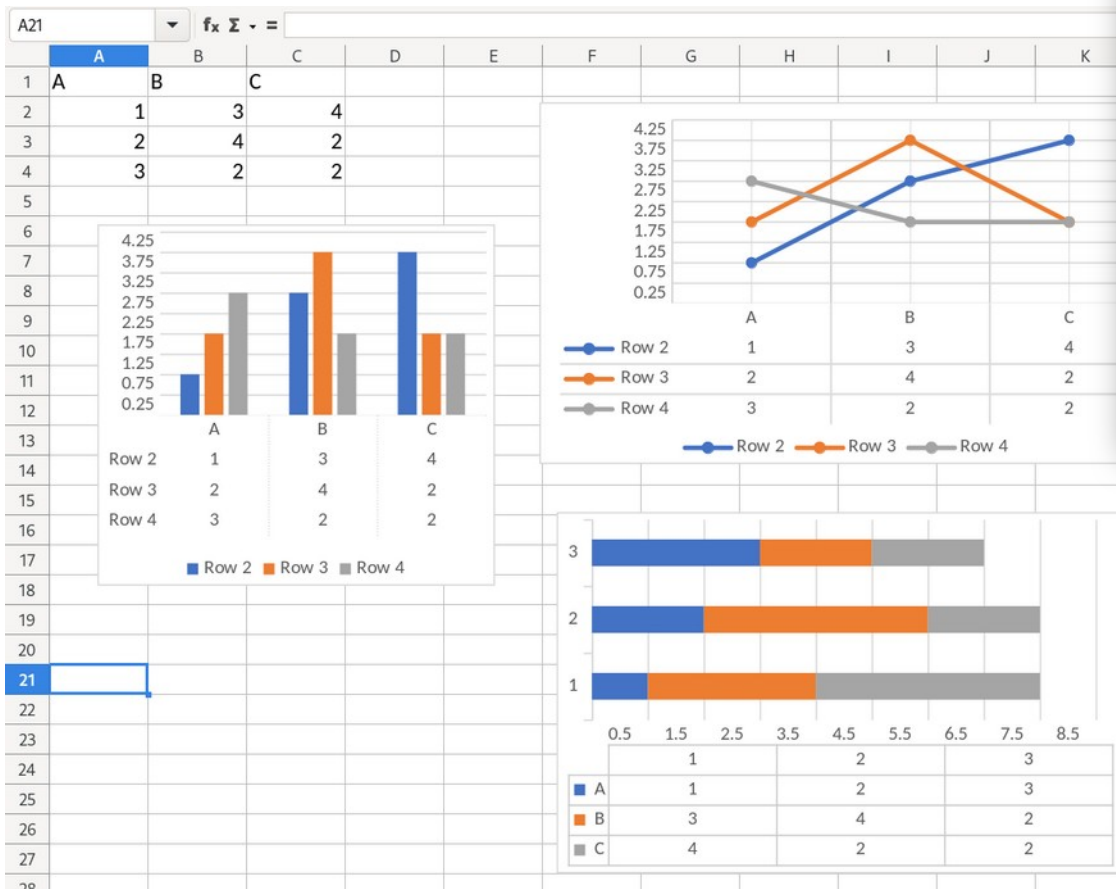 A21 fx Σ =
A B C D E F G H I J K
1 A B C
2 1 3 4
3 2 4 2
4 3 2 2
5
6
7
8
9
10
11
12
13
14
15
16
17
18
19
20
21
22
23
24
25
26
27
28
4.25
3.75
3.25
2.75
2.25
1.75
1.25
0.75
0.25
A B C
Row 2 1 3 4
Row 3 2 4 2
Row 4 3 2 2
Row 2 Row 3 Row 4
4.25
3.75
3.25
2.75
2.25
1.75
1.25
0.75
0.25
A B C
Row 2 1 3 4
Row 3 2 4 2
Row 4 3 2 2
Row 2 Row 3 Row 4
3
2
1
0.5 1.5 2.5 3.5 4.5 5.5 6.5 7.5 8.5
1 2 3
A 1 2 3
B 3 4 2
C 4 2 2